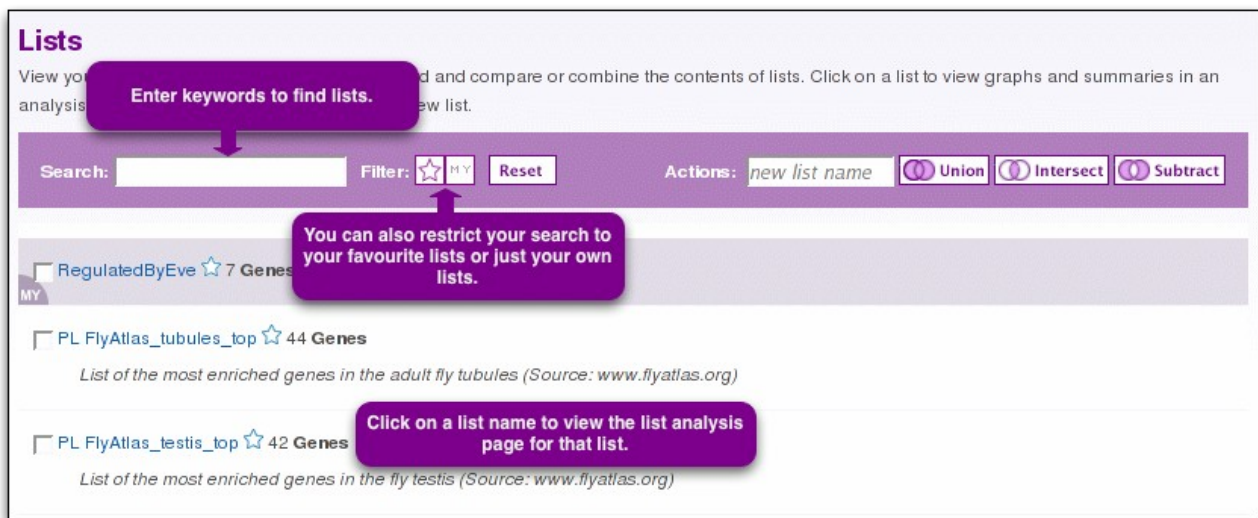 Lists
View yo
d and compare or combine the contents of lists. Click on a list to view graphs and summaries in an
Enter keywords to find lists.
analysis
ew list.
Search:
Filter:
MY
Reset
Actions:
new list name
Union
Intersect
Subtract
You can also restrict your search to
your favourite lists or just your own
lists.
RegulatedByEve 7 Genes
MY
PL FlyAtlas_tubules_top 44 Genes
List of the most enriched genes in the adult fly tubules (Source: www.flyatlas.org)
Click on a list name to view the list analysis
page for that list.
PL FlyAtlas_testis_top 42 Genes
List of the most enriched genes in the fly testis (Source: www.flyatlas.org)